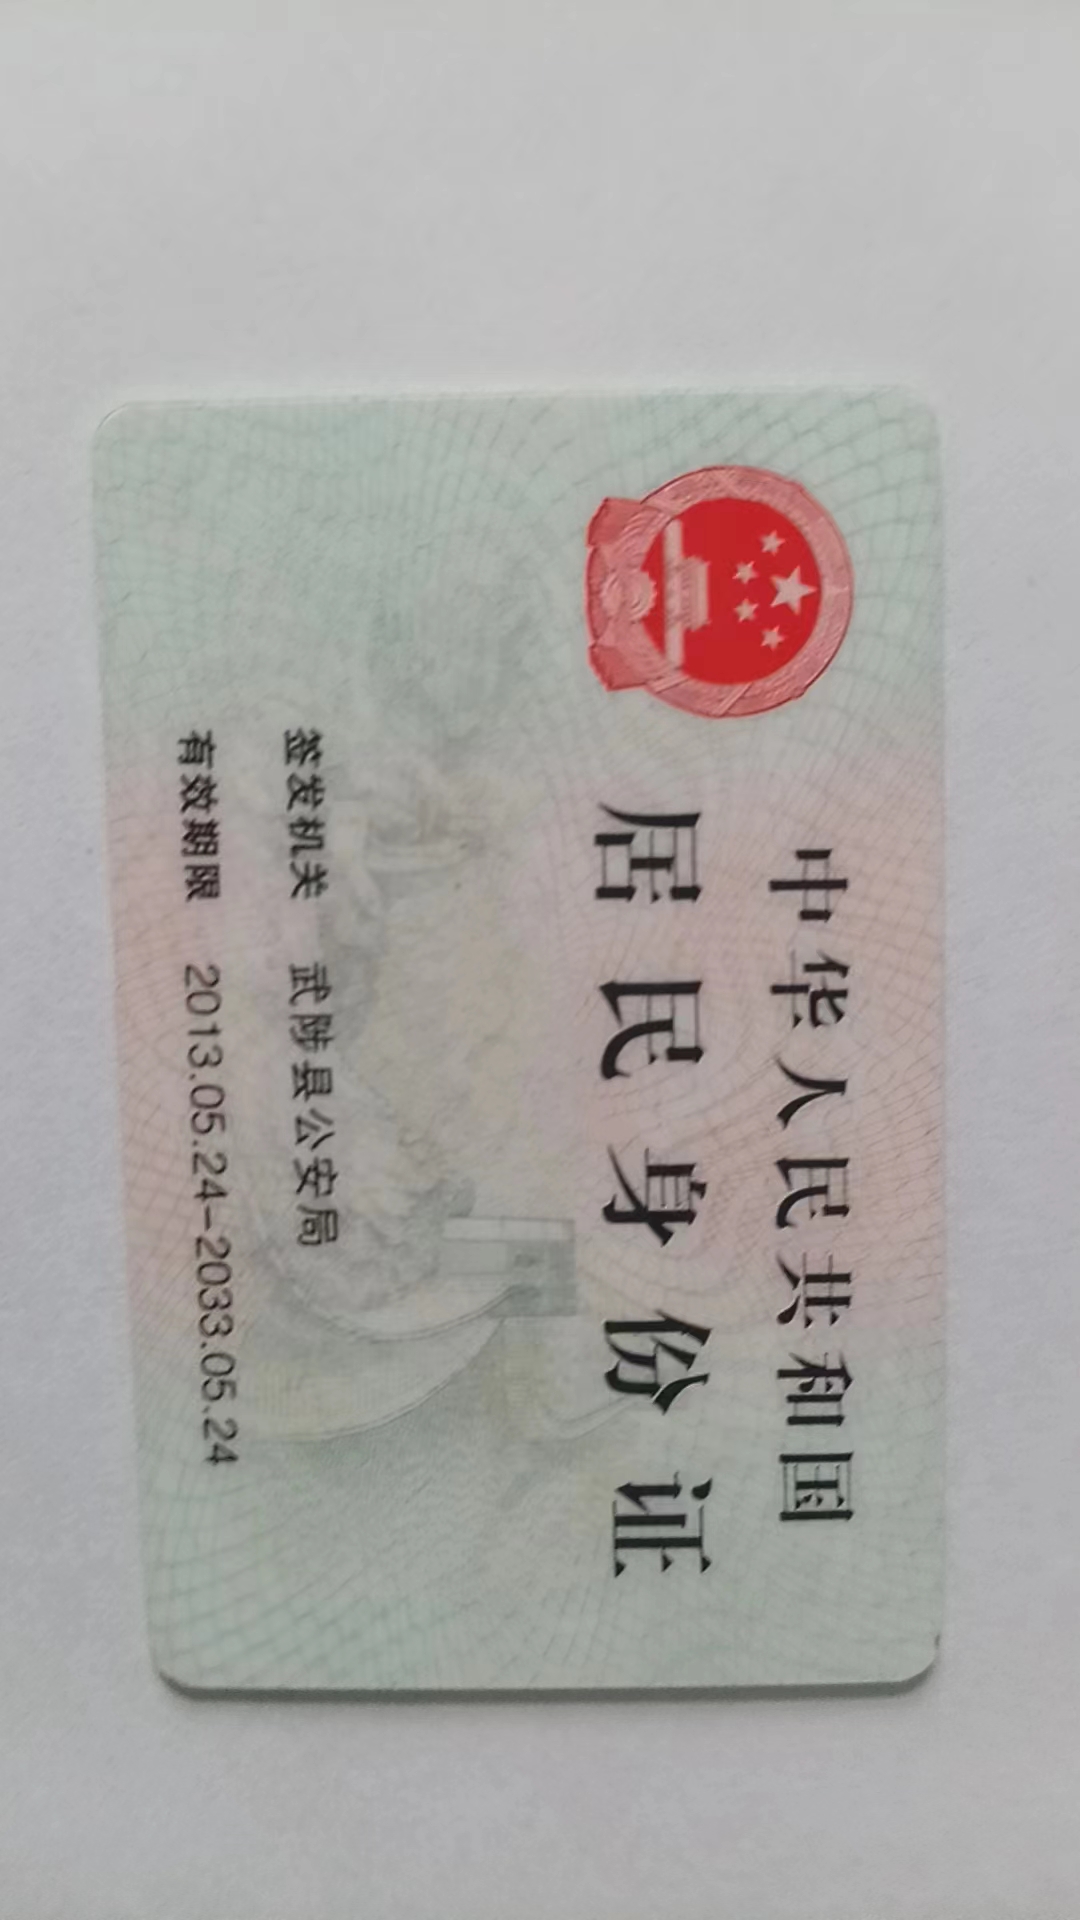 中华人民共和国
居民身份证
签发机关 武陟县公安局
有效期限 2013.05.24-2033.05.24